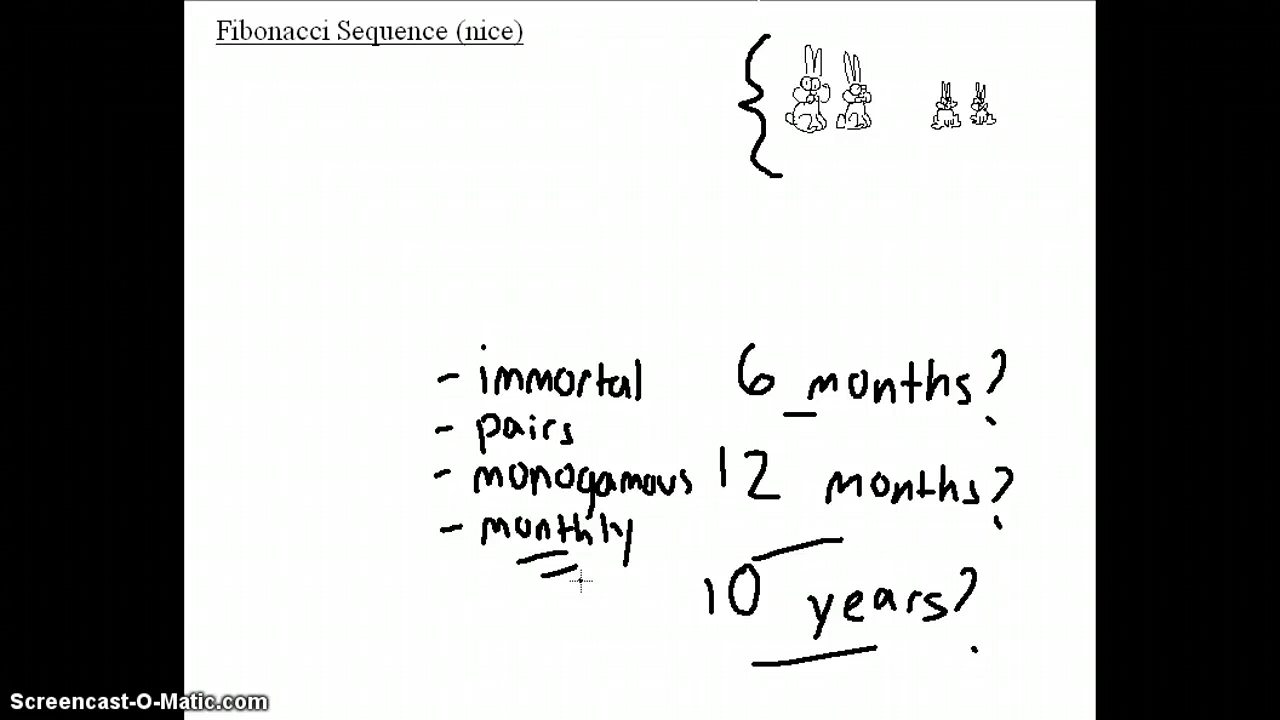 Fibonacci Sequence (nice)
- immortal
- pairs
- monogamous
- monthly
6 months?
12 months?
10 years?
Screencast-O-Matic.com